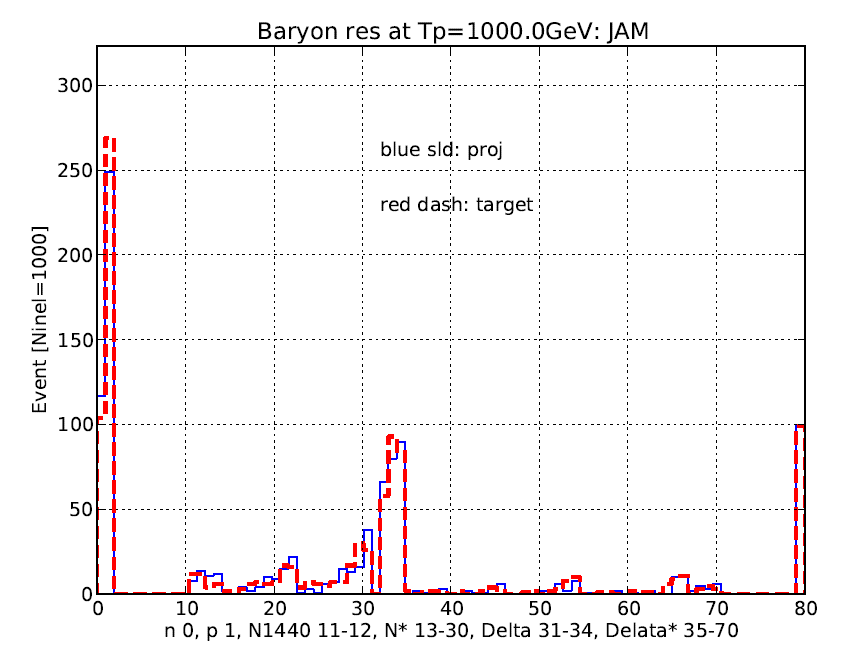 Baryon res at Tp=1000.0GeV: JAM
300
250
200
150
100
50
0
Event [Ninel=1000]
blue sld: proj
red dash: target
0 10 20 30 40 50 60 70 80
n 0, p 1, N1440 11-12, N* 13-30, Delta 31-34, Delata* 35-70